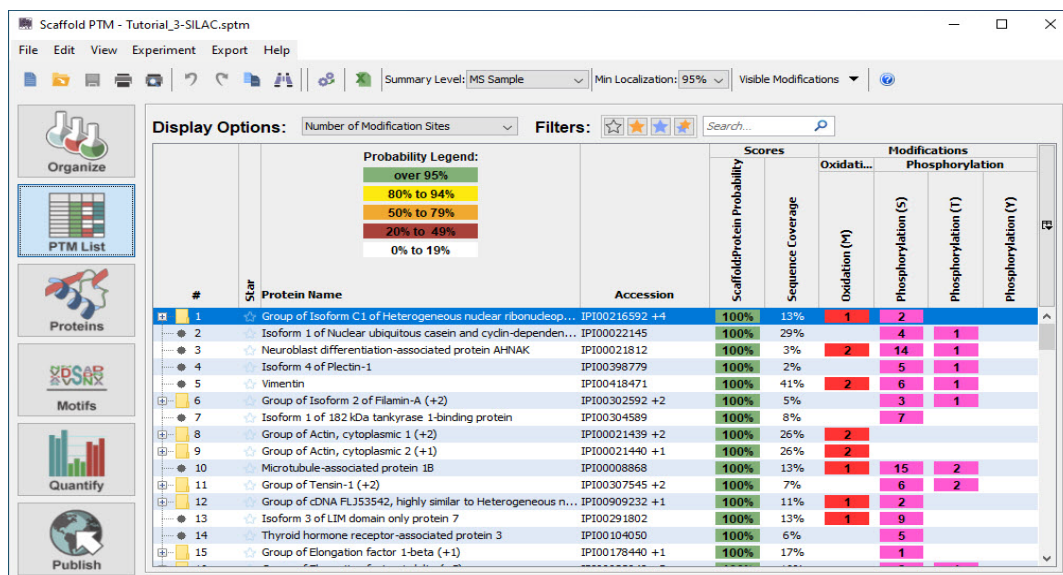 Scaffold PTM - Tutorial_3-SILAC.sptm
File Edit View Experiment Export Help
Summary Level: MS Sample Min Localization: 95% Visible Modifications
Organize
PTM List
Proteins
Motifs
Quantify
Publish
Display Options: Number of Modification Sites Filters: Search...
Probability Legend:
over 95%
80% to 94%
50% to 79%
20% to 49%
0% to 19%
Scores Modifications
Oxidati... Phosphorylation
# Star Protein Name Accession ScaffoldProtein Probability Sequence Coverage Oxidation (M) Phosphorylation (S) Phosphorylation (T) Phosphorylation (Y)
1 Group of Isoform C1 of Heterogeneous nuclear ribonucleop... IPI00216592 +4 100% 13% 1 2
2 Isoform 1 of Nuclear ubiquitous casein and cyclin-dependen... IPI00022145 100% 29% 4 1
3 Neuroblast differentiation-associated protein AHNAK IPI00021812 100% 3% 2 14 1
4 Isoform 4 of Plectin-1 IPI00398779 100% 2% 5 1
5 Vimentin IPI00418471 100% 41% 2 6 1
6 Group of Isoform 2 of Filamin-A (+2) IPI00302592 +2 100% 5% 3 1
7 Isoform 1 of 182 kDa tankyrase 1-binding protein IPI00304589 100% 8% 7
8 Group of Actin, cytoplasmic 1 (+2) IPI00021439 +2 100% 26% 2
9 Group of Actin, cytoplasmic 2 (+1) IPI00021440 +1 100% 26% 2
10 Microtubule-associated protein 1B IPI00008868 100% 13% 1 15 2
11 Group of Tensin-1 (+2) IPI00307545 +2 100% 7% 6 2
12 Group of cDNA FLJ53542, highly similar to Heterogeneous n... IPI00909232 +1 100% 11% 1 2
13 Isoform 3 of LIM domain only protein 7 IPI00291802 100% 13% 1 9
14 Thyroid hormone receptor-associated protein 3 IPI00104050 100% 6% 5
15 Group of Elongation factor 1-beta (+1) IPI00178440 +1 100% 17% 1